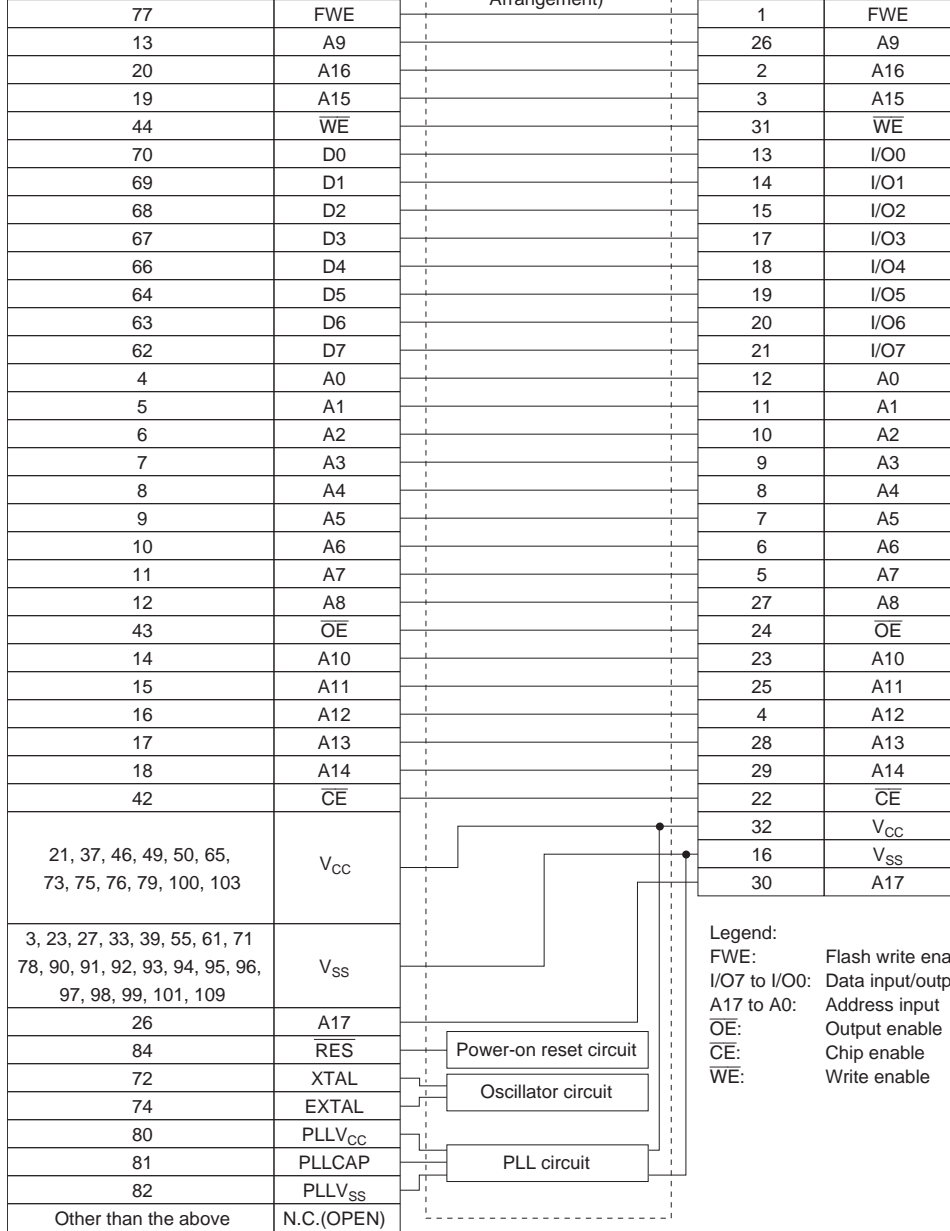 Arrangement)
77 FWE 1 FWE
13 A9 26 A9
20 A16 2 A16
19 A15 3 A15
44 W̅E̅ 31 W̅E̅
70 D0 13 I/O0
69 D1 14 I/O1
68 D2 15 I/O2
67 D3 17 I/O3
66 D4 18 I/O4
64 D5 19 I/O5
63 D6 20 I/O6
62 D7 21 I/O7
4 A0 12 A0
5 A1 11 A1
6 A2 10 A2
7 A3 9 A3
8 A4 8 A4
9 A5 7 A5
10 A6 6 A6
11 A7 5 A7
12 A8 27 A8
43 O̅E̅ 24 O̅E̅
14 A10 23 A10
15 A11 25 A11
16 A12 4 A12
17 A13 28 A13
18 A14 29 A14
42 C̅E̅ 22 C̅E̅
32 VCC
16 VSS
30 A17
21, 37, 46, 49, 50, 65,
73, 75, 76, 79, 100, 103
VCC
3, 23, 27, 33, 39, 55, 61, 71
78, 90, 91, 92, 93, 94, 95, 96,
97, 98, 99, 101, 109
VSS
26 A17
84 R̅E̅S̅ Power-on reset circuit
72 XTAL
74 EXTAL
Oscillator circuit
80 PLLVCC
81 PLLCAP PLL circuit
82 PLLVSS
Other than the above N.C.(OPEN)
Legend:
FWE: Flash write ena
I/O7 to I/O0: Data input/outp
A17 to A0: Address input
O̅E̅: Output enable
C̅E̅: Chip enable
W̅E̅: Write enable